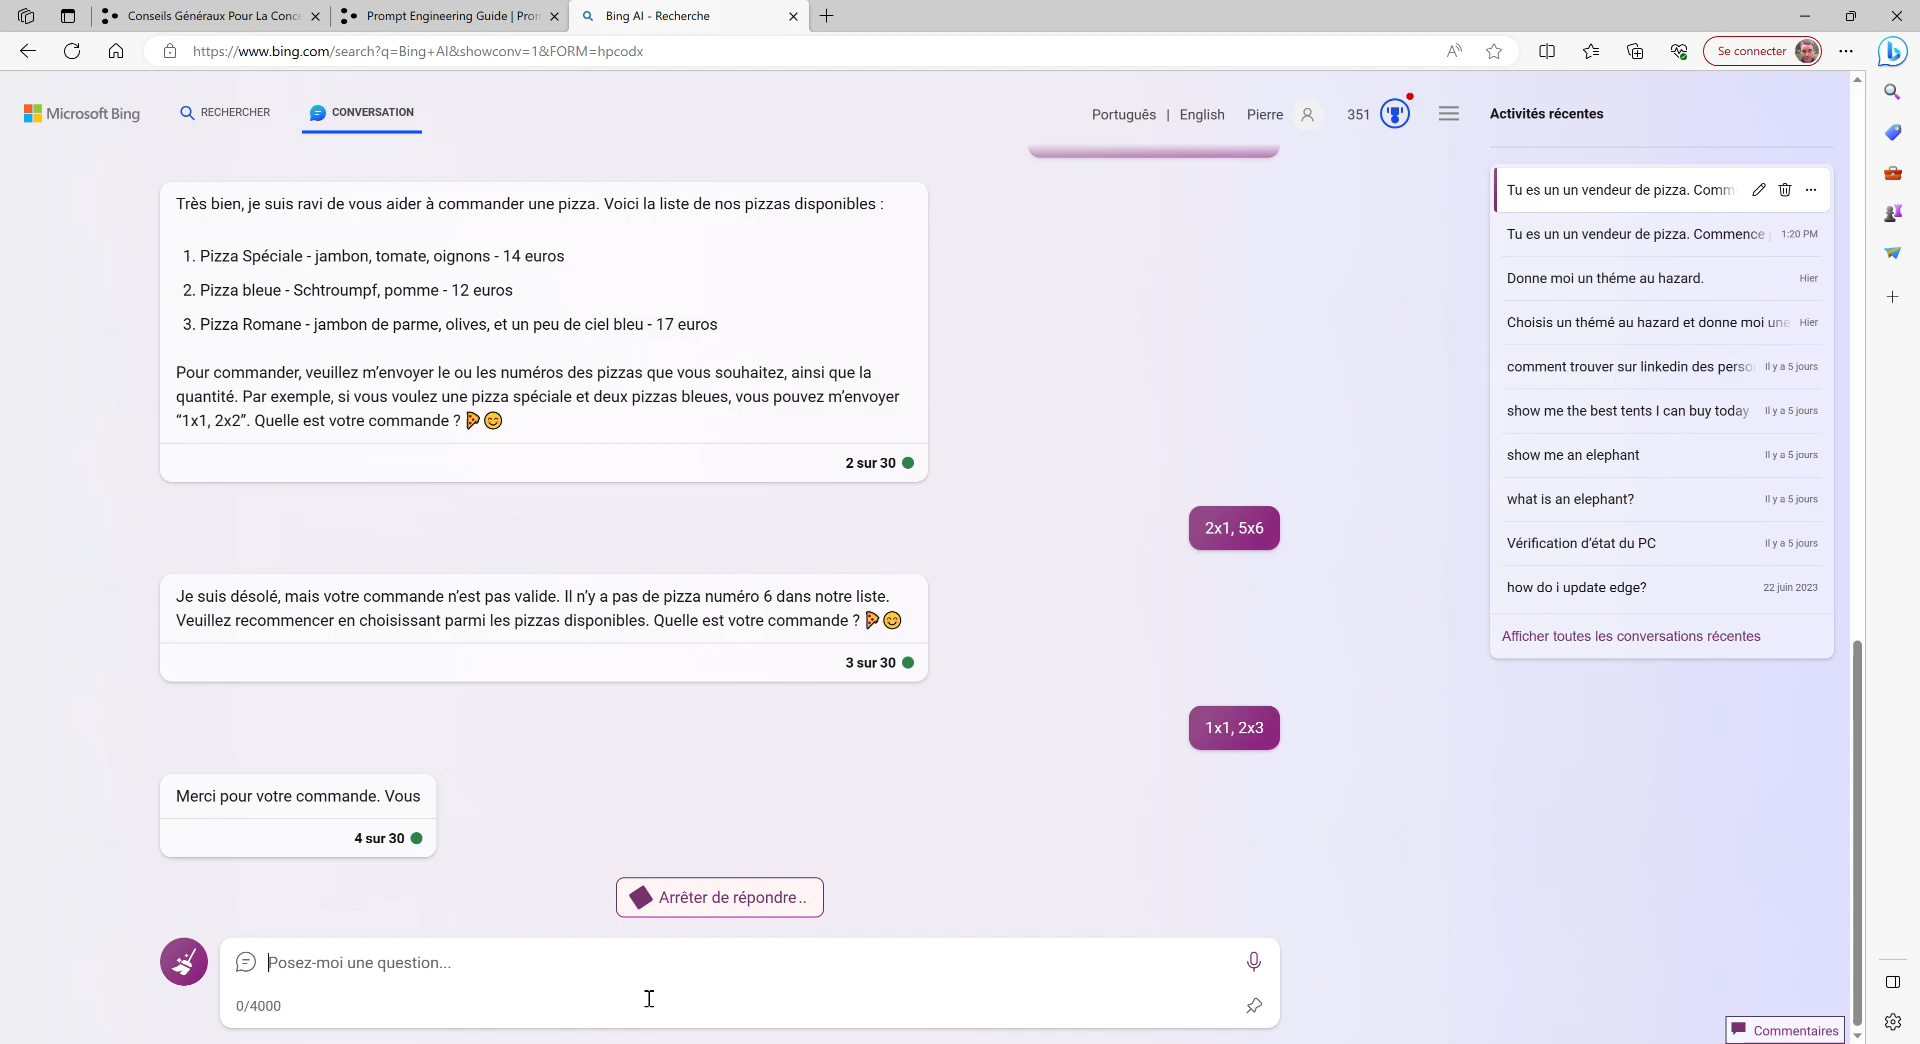 Conseils Généraux Pour La Conce
Prompt Engineering Guide | Pron
Bing AI - Recherche
https://www.bing.com/search?q=Bing+AI&showconv=1&FORM=hpcodx
Se connecter
Microsoft Bing
RECHERCHER
CONVERSATION
Português | English
Pierre
351
Très bien, je suis ravi de vous aider à commander une pizza. Voici la liste de nos pizzas disponibles :
1. Pizza Spéciale - jambon, tomate, oignons - 14 euros
2. Pizza bleue - Schtroumpf, pomme - 12 euros
3. Pizza Romane - jambon de parme, olives, et un peu de ciel bleu - 17 euros
Pour commander, veuillez m’envoyer le ou les numéros des pizzas que vous souhaitez, ainsi que la
quantité. Par exemple, si vous voulez une pizza spéciale et deux pizzas bleues, vous pouvez m’envoyer
“1x1, 2x2”. Quelle est votre commande ? 🍕😊
2 sur 30
2x1, 5x6
Je suis désolé, mais votre commande n’est pas valide. Il n’y a pas de pizza numéro 6 dans notre liste.
Veuillez recommencer en choisissant parmi les pizzas disponibles. Quelle est votre commande ? 🍕😊
3 sur 30
1x1, 2x3
Merci pour votre commande. Vous
4 sur 30
Arrêter de répondre..
Posez-moi une question...
0/4000
Activités récentes
Tu es un un vendeur de pizza. Comm
Tu es un un vendeur de pizza. Commence 1:20 PM
Donne moi un théme au hazard. Hier
Choisis un thémé au hazard et donne moi une Hier
comment trouver sur linkedin des perso Il y a 5 jours
show me the best tents I can buy today Il y a 5 jours
show me an elephant Il y a 5 jours
what is an elephant? Il y a 5 jours
Vérification d’état du PC Il y a 5 jours
how do i update edge? 22 juin 2023
Afficher toutes les conversations récentes
Commentaires